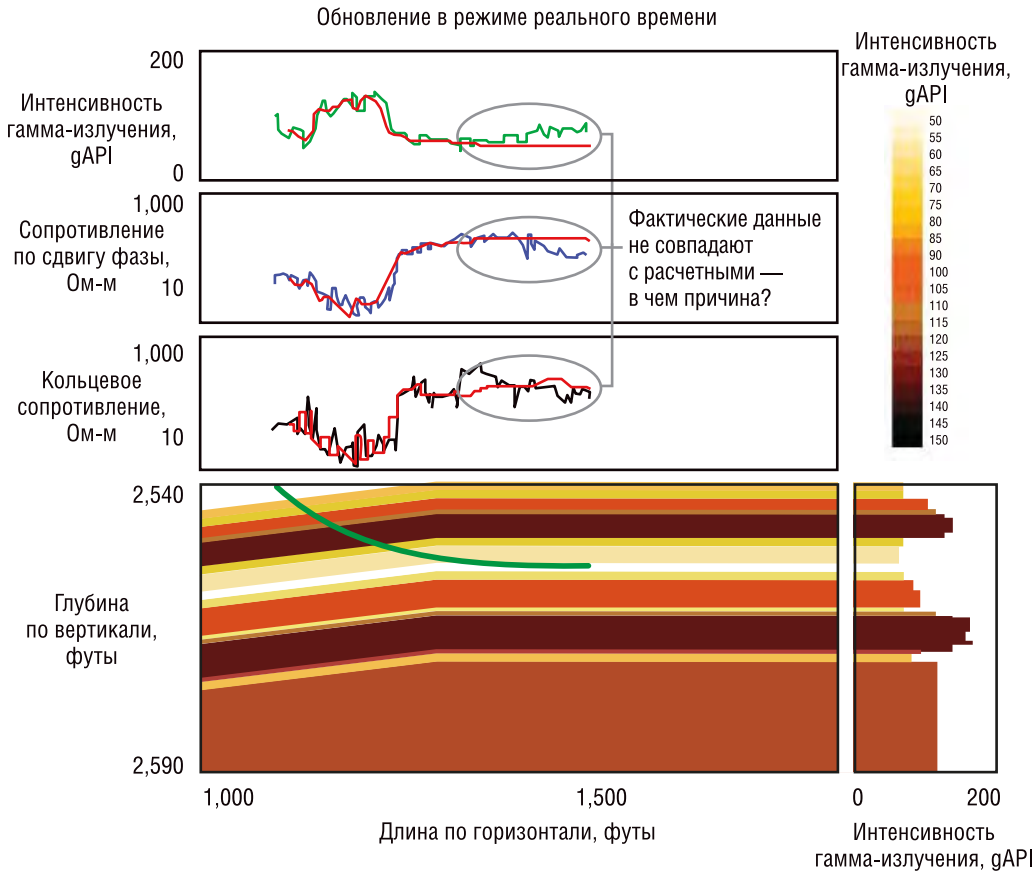 Обновление в режиме реального времени
200
Интенсивность
гамма-излучения,
gAPI
0
1,000
Сопротивление
по сдвигу фазы,
Ом-м
10
1,000
Кольцевое
сопротивление,
Ом-м
10
Фактические данные
не совпадают
с расчетными —
в чем причина?
Интенсивность
гамма-излучения,
gAPI
50
55
60
65
70
75
80
85
90
95
100
105
110
115
120
125
130
135
140
145
150
2,540
Глубина
по вертикали,
футы
2,590
1,000
1,500
Длина по горизонтали, футы
0
200
Интенсивность
гамма-излучения, gAPI